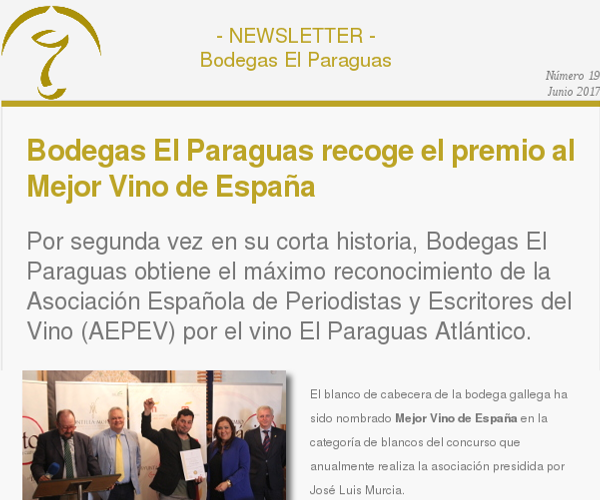 - NEWSLETTER -
Bodegas El Paraguas
Número 19
Junio 2017
Bodegas El Paraguas recoge el premio al
Mejor Vino de España
Por segunda vez en su corta historia, Bodegas El
Paraguas obtiene el máximo reconocimiento de la
Asociación Española de Periodistas y Escritores del
Vino (AEPEV) por el vino El Paraguas Atlántico.
El blanco de cabecera de la bodega gallega ha
sido nombrado Mejor Vino de España en la
categoría de blancos del concurso que
anualmente realiza la asociación presidida por
José Luis Murcia.